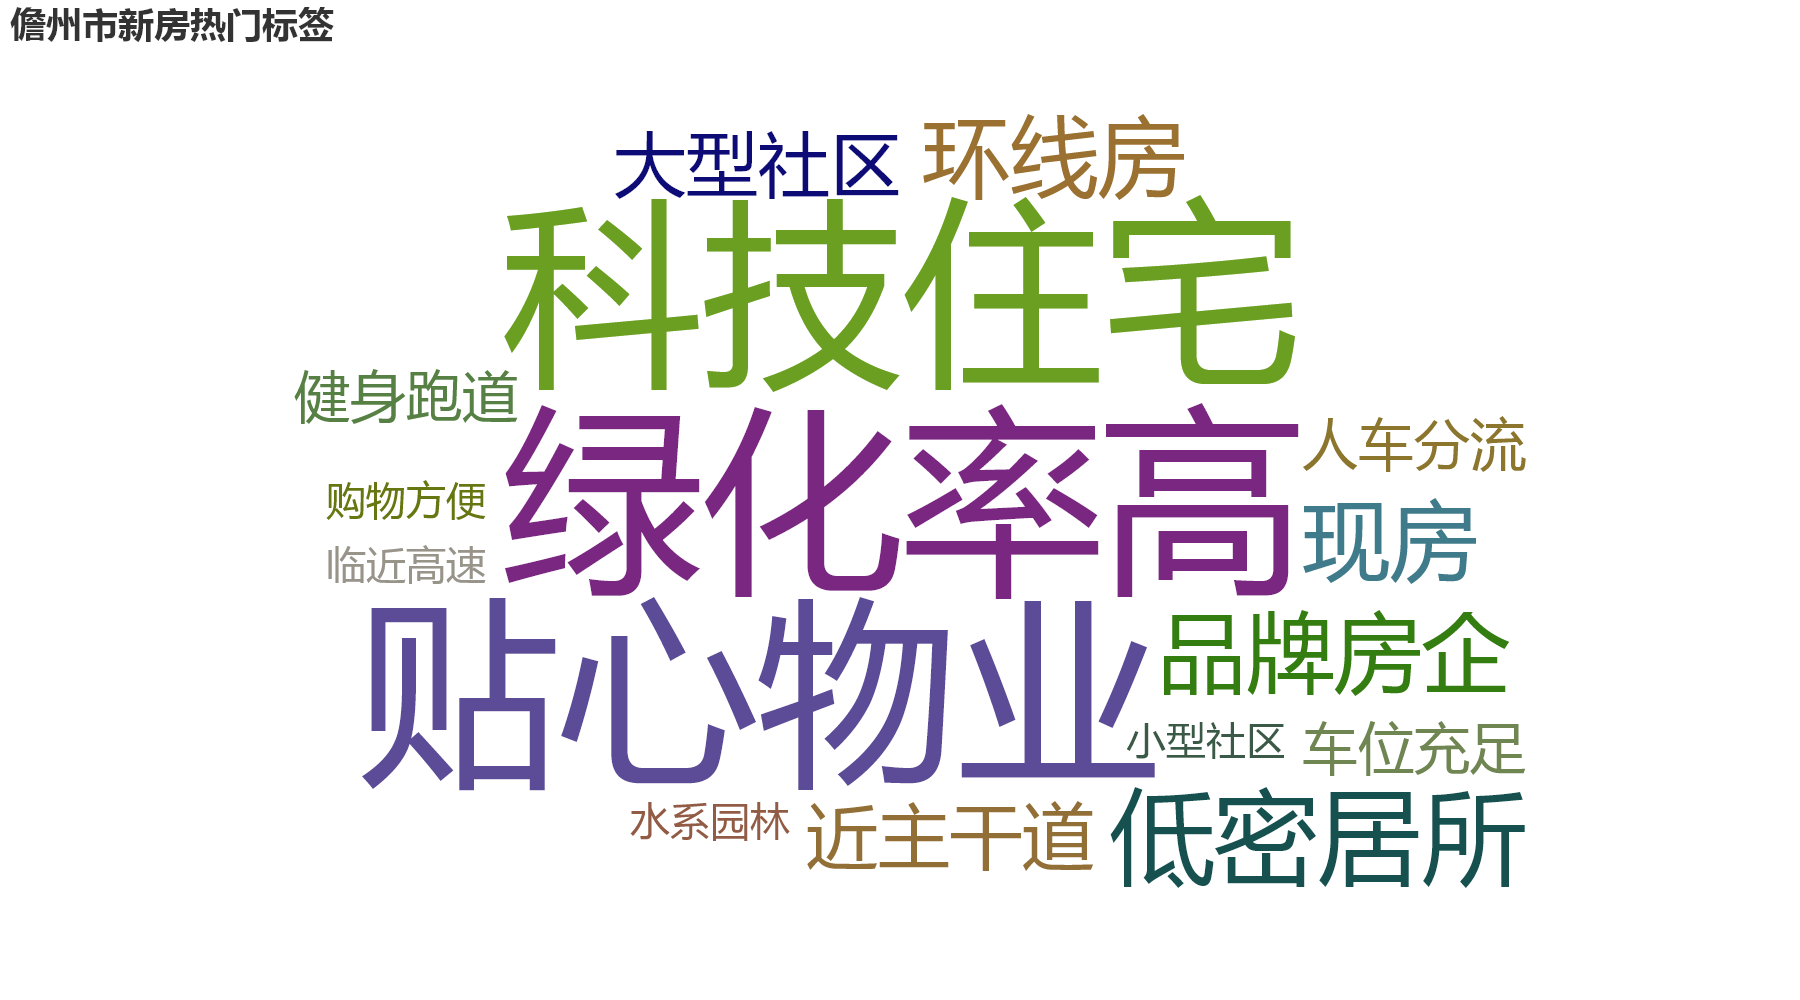 儋州市新房热门标签
大型社区
环线房
科技住宅
健身跑道
绿化率高
人车分流
购物方便
现房
临近高速
贴心物业
品牌房企
小型社区
车位充足
水系园林
近主干道
低密居所